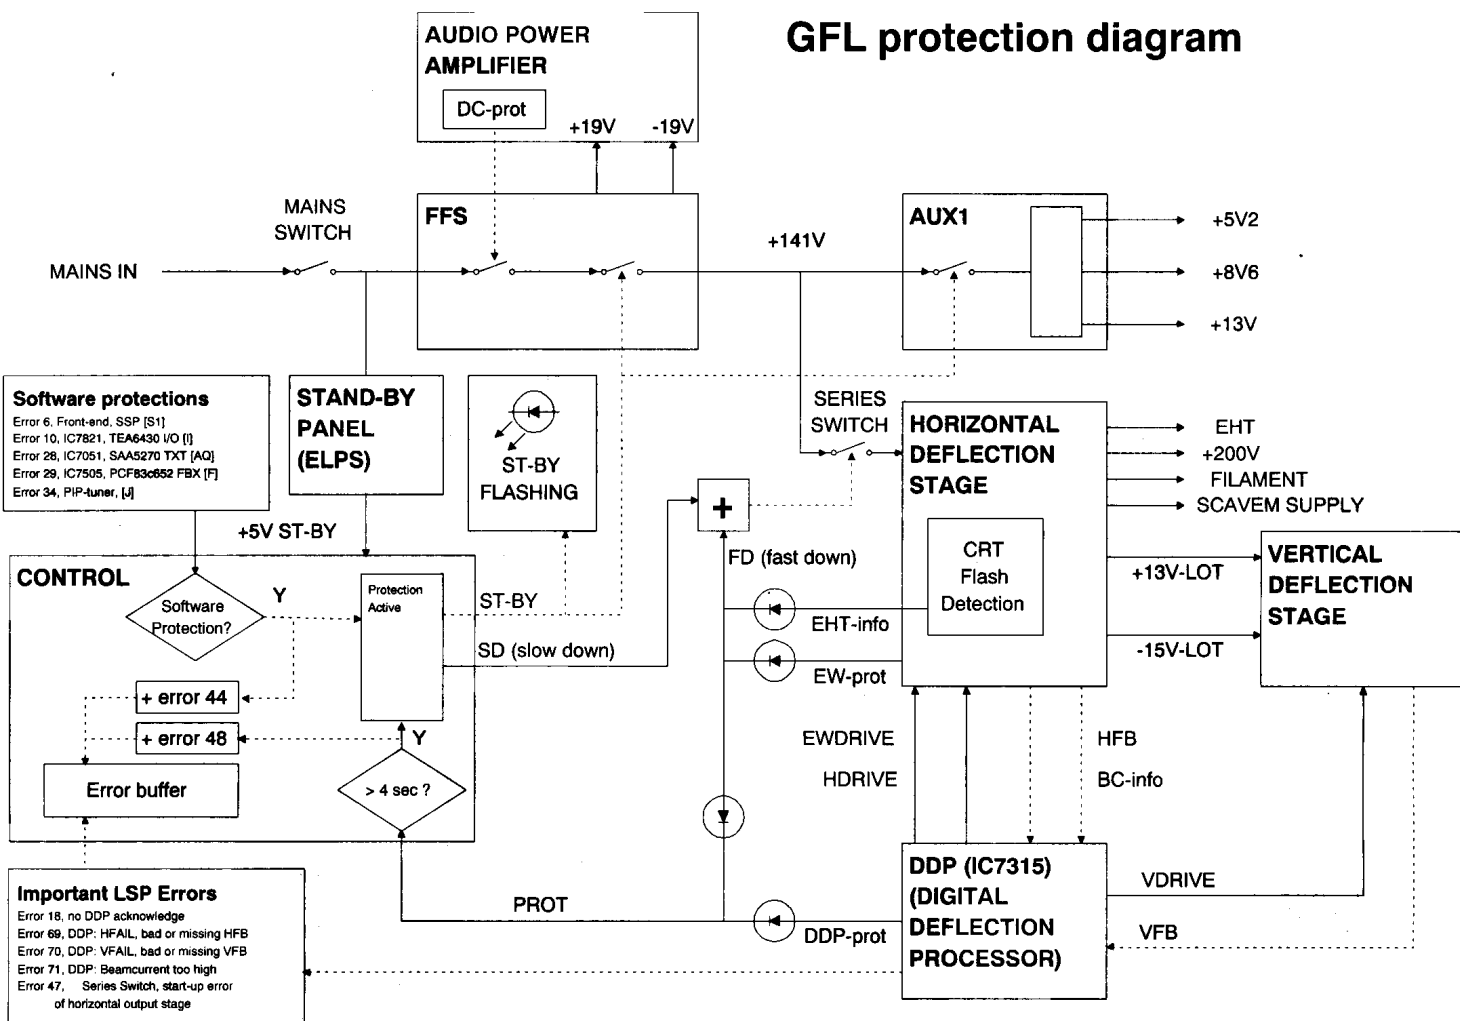 GFL protection diagram
AUDIO POWER
AMPLIFIER
DC-prot
+19V
-19V
MAINS
SWITCH
FFS
+141V
AUX1
+5V2
MAINS IN
+8V6
+13V
Software protections
Error 6, Front-end, SSP [S1]
Error 10, IC7821, TEA6430 I/O [I]
Error 28, IC7051, SAA5270 TXT [AQ]
Error 29, IC7505, PCF83c652 FBX [F]
Error 34, PIP-tuner, [J]
STAND-BY
PANEL
(ELPS)
ST-BY
FLASHING
SERIES
SWITCH
HORIZONTAL
DEFLECTION
STAGE
EHT
+200V
FILAMENT
SCAVEM SUPPLY
+5V ST-BY
+
FD (fast down)
CRT
Flash
Detection
+13V-LOT
-15V-LOT
VERTICAL
DEFLECTION
STAGE
CONTROL
Software
Protection?
Y
Protection
Active
ST-BY
SD (slow down)
EHT-info
EW-prot
+ error 44
+ error 48
Y
Error buffer
> 4 sec ?
EWDRIVE
HDRIVE
HFB
BC-info
Important LSP Errors
Error 18, no DDP acknowledge
Error 69, DDP: HFAIL, bad or missing HFB
Error 70, DDP: VFAIL, bad or missing VFB
Error 71, DDP: Beamcurrent too high
Error 47, Series Switch, start-up error
of horizontal output stage
PROT
DDP-prot
DDP (IC7315)
(DIGITAL
DEFLECTION
PROCESSOR)
VDRIVE
VFB